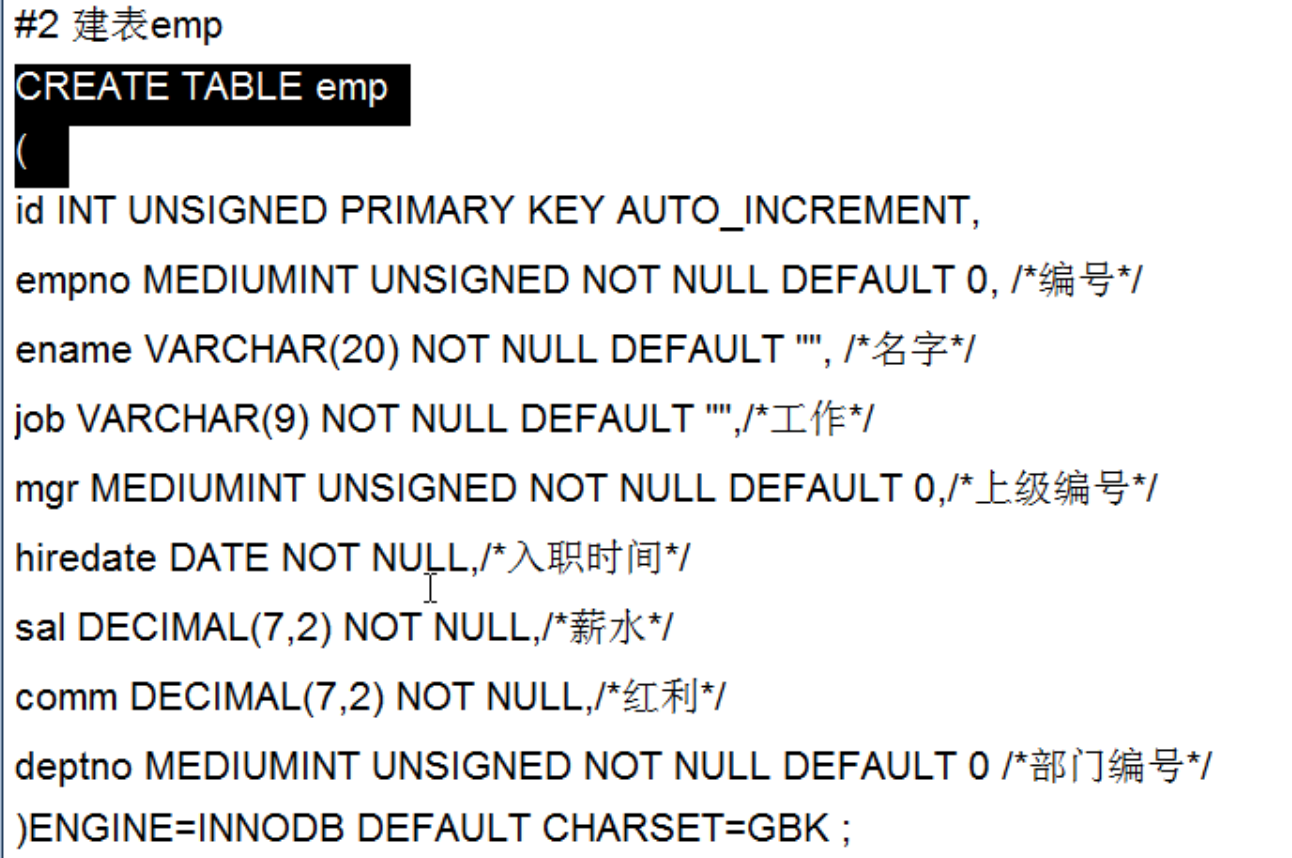 #2 建表emp
CREATE TABLE emp
(
id INT UNSIGNED PRIMARY KEY AUTO_INCREMENT,
empno MEDIUMINT UNSIGNED NOT NULL DEFAULT 0, /*编号*/
ename VARCHAR(20) NOT NULL DEFAULT "", /*名字*/
job VARCHAR(9) NOT NULL DEFAULT "",/*工作*/
mgr MEDIUMINT UNSIGNED NOT NULL DEFAULT 0,/*上级编号*/
hiredate DATE NOT NULL,/*入职时间*/
sal DECIMAL(7,2) NOT NULL,/*薪水*/
comm DECIMAL(7,2) NOT NULL,/*红利*/
deptno MEDIUMINT UNSIGNED NOT NULL DEFAULT 0 /*部门编号*/
)ENGINE=INNODB DEFAULT CHARSET=GBK ;